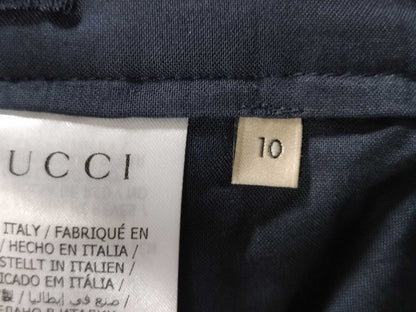 UCCI
10
ITALY / FABRIQUÉ EN
/ HECHO EN ITALIA /
STELLT IN ITALIEN /
ICADO EM ITÁLIA /
/ صنع في إيطاليا /